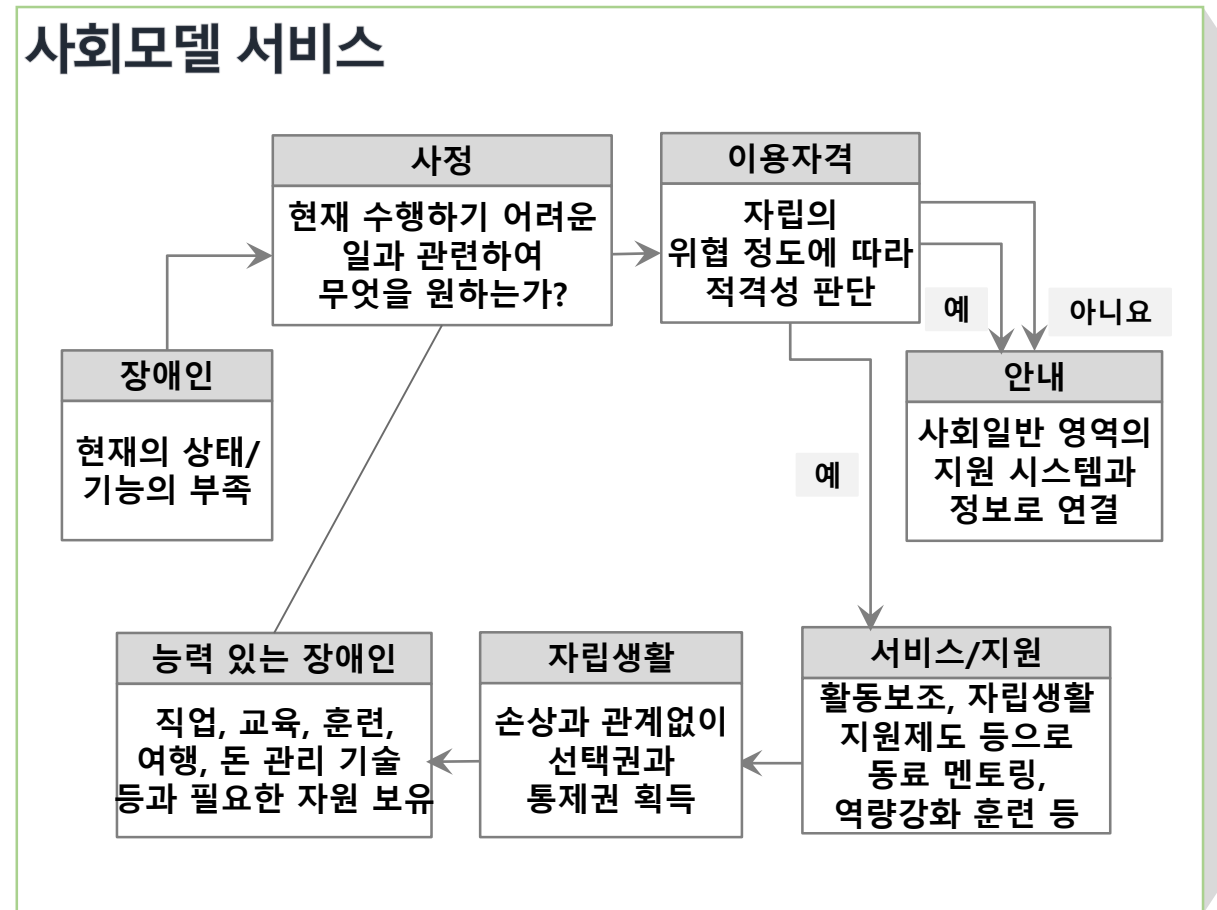 사회모델 서비스
사정
현재 수행하기 어려운
일과 관련하여
무엇을 원하는가?
이용자격
자립의
위협 정도에 따라
적격성 판단
예
아니요
장애인
현재의 상태/
기능의 부족
안내
사회일반 영역의
지원 시스템과
정보로 연결
예
능력 있는 장애인
직업, 교육, 훈련,
여행, 돈 관리 기술
등과 필요한 자원 보유
자립생활
손상과 관계없이
선택권과
통제권 획득
서비스/지원
활동보조, 자립생활
지원제도 등으로
동료 멘토링,
역량강화 훈련 등